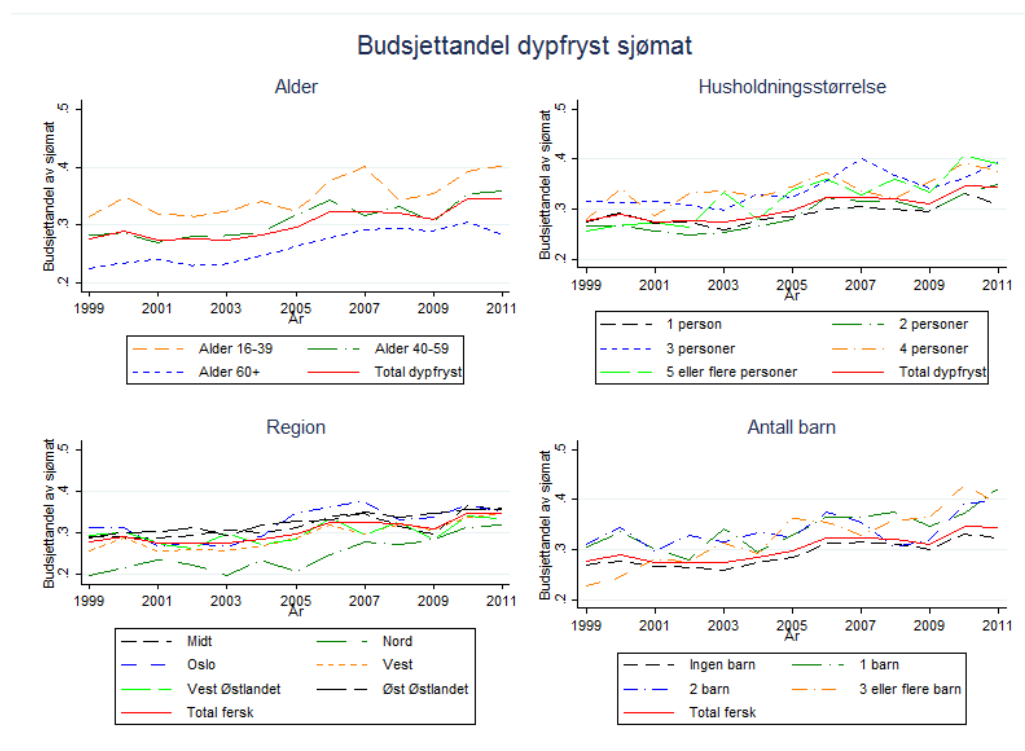 Budsjettandel dypfryst sjømat
Alder
Budsjettandel av sjømat
.5
.4
.3
.2
1999 2001 2003 2005 2007 2009 2011
År
Alder 16-39 Alder 40-59
Alder 60+ Total dypfryst
Husholdningsstørrelse
Budsjettandel av sjømat
.5
.4
.3
.2
1999 2001 2003 2005 2007 2009 2011
År
1 person 2 personer
3 personer 4 personer
5 eller flere personer Total dypfryst
Region
Budsjettandel av sjømat
.5
.4
.3
.2
1999 2001 2003 2005 2007 2009 2011
År
Midt Nord
Oslo Vest
Vest Østlandet Øst Østlandet
Total fersk
Antall barn
Budsjettandel av sjømat
.5
.4
.3
.2
1999 2001 2003 2005 2007 2009 2011
År
Ingen barn 1 barn
2 barn 3 eller flere barn
Total fersk